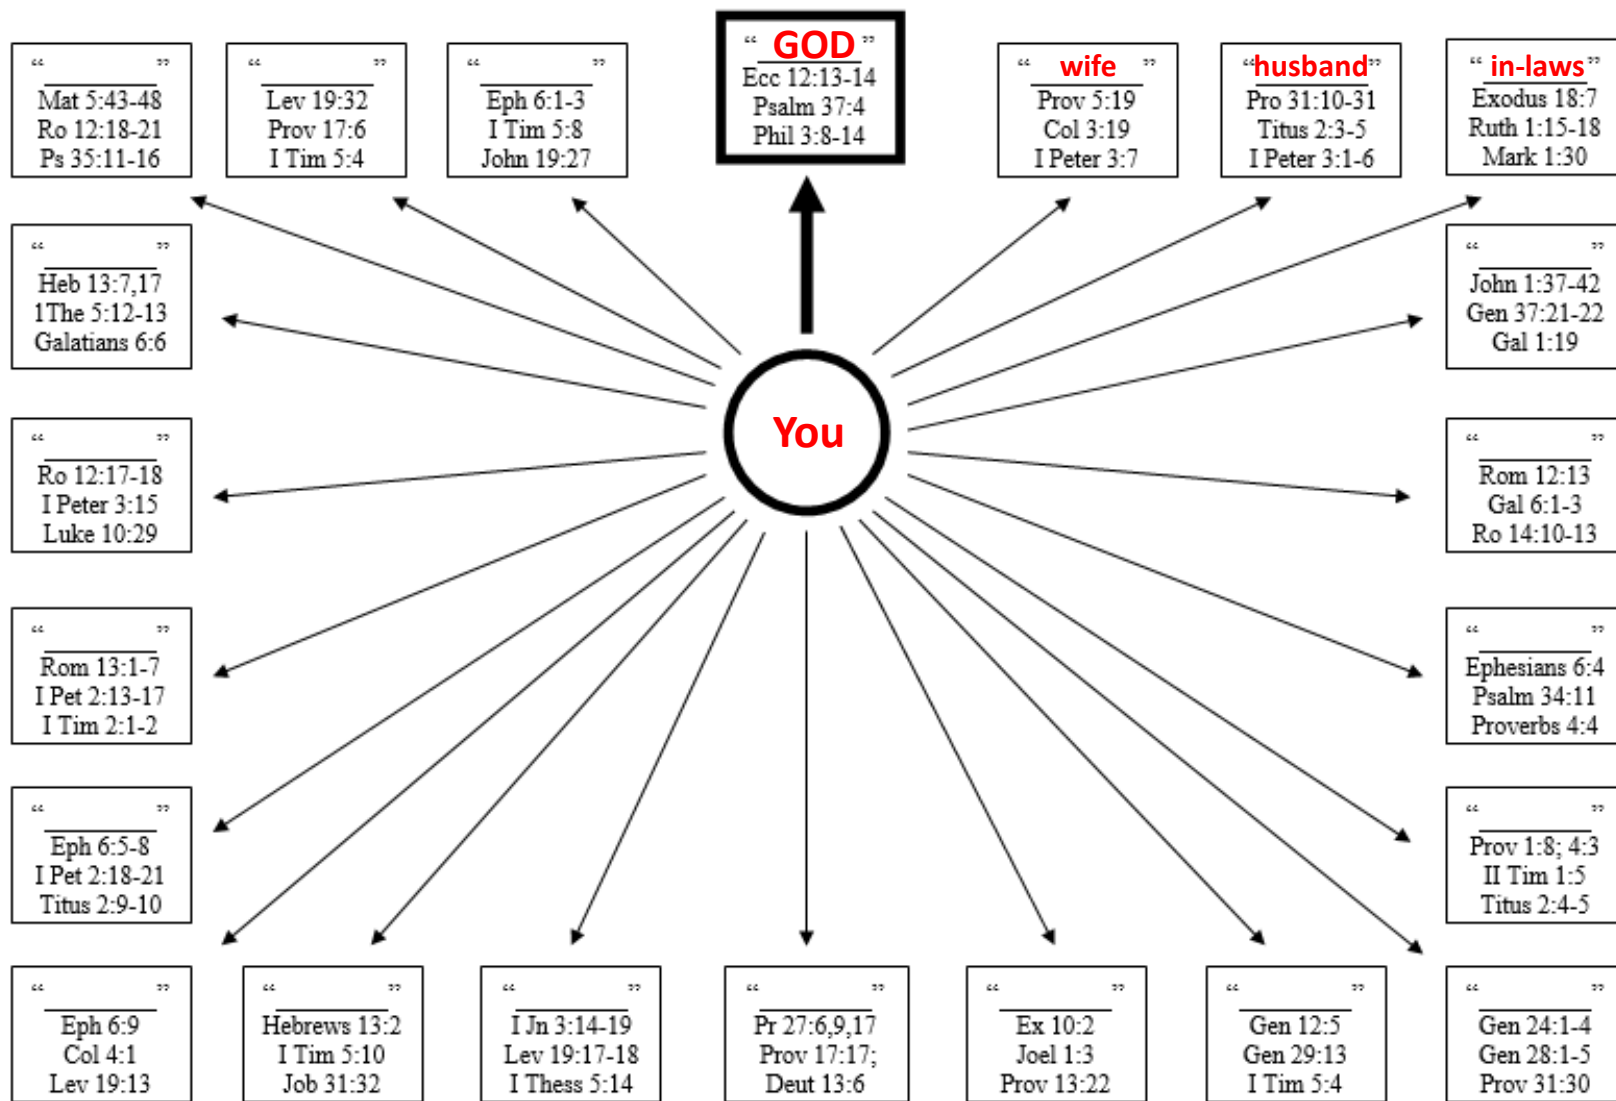 “ ”
Mat 5:43-48
Ro 12:18-21
Ps 35:11-16
“ ”
Lev 19:32
Prov 17:6
I Tim 5:4
“ ”
Eph 6:1-3
I Tim 5:8
John 19:27
“ GOD ”
Ecc 12:13-14
Psalm 37:4
Phil 3:8-14
“ wife ”
Prov 5:19
Col 3:19
I Peter 3:7
“husband”
Pro 31:10-31
Titus 2:3-5
I Peter 3:1-6
“ in-laws ”
Exodus 18:7
Ruth 1:15-18
Mark 1:30
“ ”
Heb 13:7,17
1The 5:12-13
Galatians 6:6
“ ”
John 1:37-42
Gen 37:21-22
Gal 1:19
You
“ ”
Ro 12:17-18
I Peter 3:15
Luke 10:29
“ ”
Rom 12:13
Gal 6:1-3
Ro 14:10-13
“ ”
Rom 13:1-7
I Pet 2:13-17
I Tim 2:1-2
“ ”
Ephesians 6:4
Psalm 34:11
Proverbs 4:4
“ ”
Eph 6:5-8
I Pet 2:18-21
Titus 2:9-10
“ ”
Prov 1:8; 4:3
II Tim 1:5
Titus 2:4-5
“ ”
Eph 6:9
Col 4:1
Lev 19:13
“ ”
Hebrews 13:2
I Tim 5:10
Job 31:32
“ ”
I Jn 3:14-19
Lev 19:17-18
I Thess 5:14
“ ”
Pr 27:6,9,17
Prov 17:17;
Deut 13:6
“ ”
Ex 10:2
Joel 1:3
Prov 13:22
“ ”
Gen 12:5
Gen 29:13
I Tim 5:4
“ ”
Gen 24:1-4
Gen 28:1-5
Prov 31:30